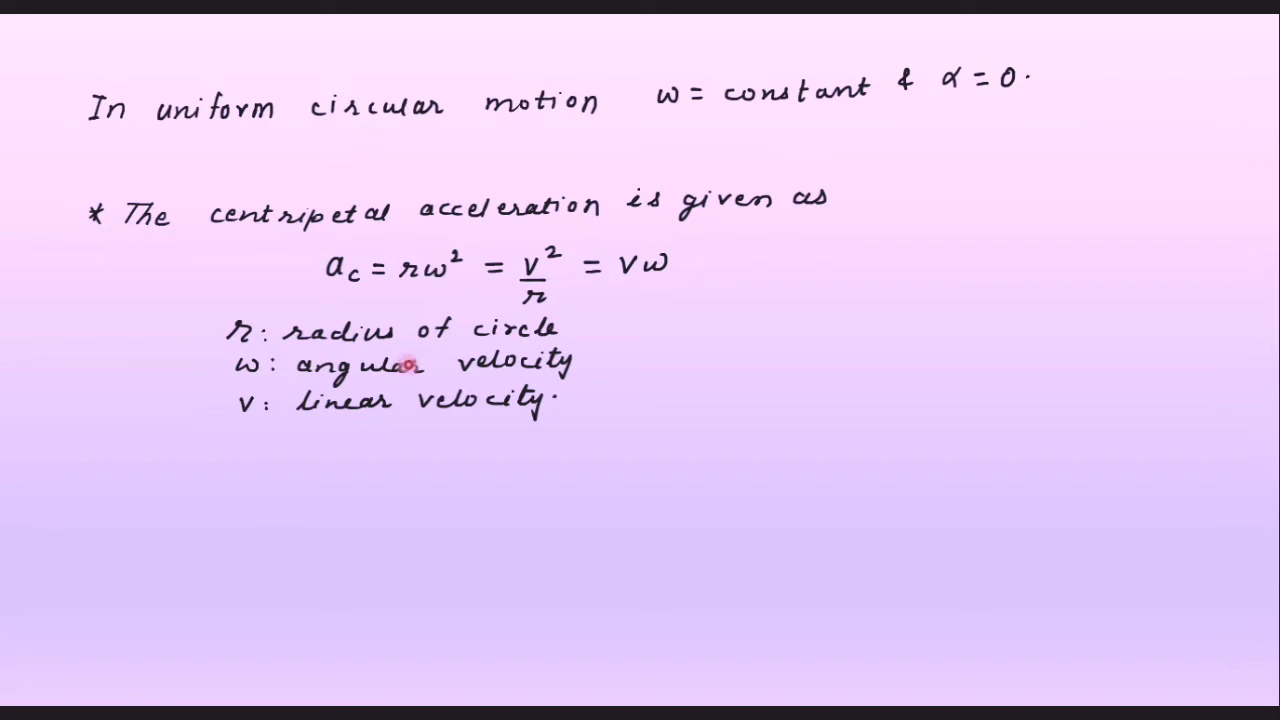 In uniform circular motion ω = constant & α = 0.
* The centripetal acceleration is given as
a_c = rω² = v²/r = vω
r : radius of circle
ω : angular velocity
v : linear velocity.